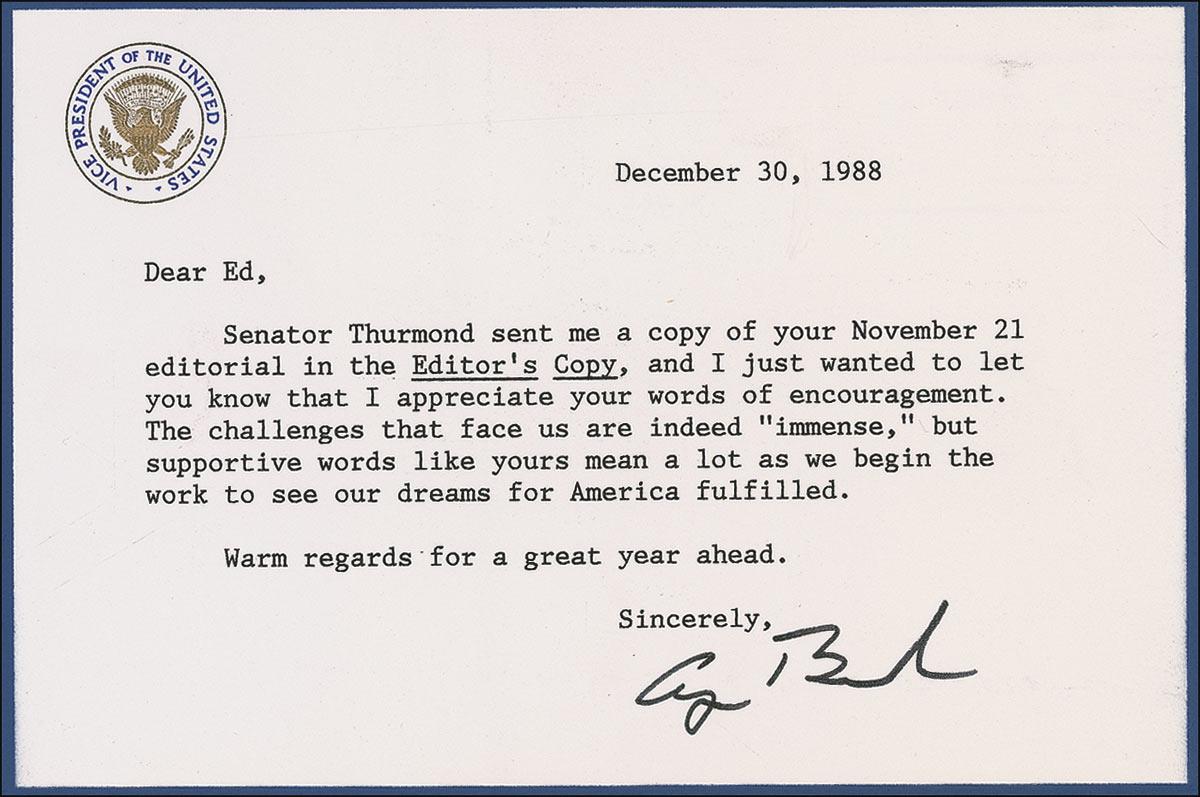 VICE PRESIDENT OF THE UNITED STATES
December 30, 1988
Dear Ed,
Senator Thurmond sent me a copy of your November 21
editorial in the Editor's Copy, and I just wanted to let
you know that I appreciate your words of encouragement.
The challenges that face us are indeed "immense," but
supportive words like yours mean a lot as we begin the
work to see our dreams for America fulfilled.
Warm regards for a great year ahead.
Sincerely,
G Bush